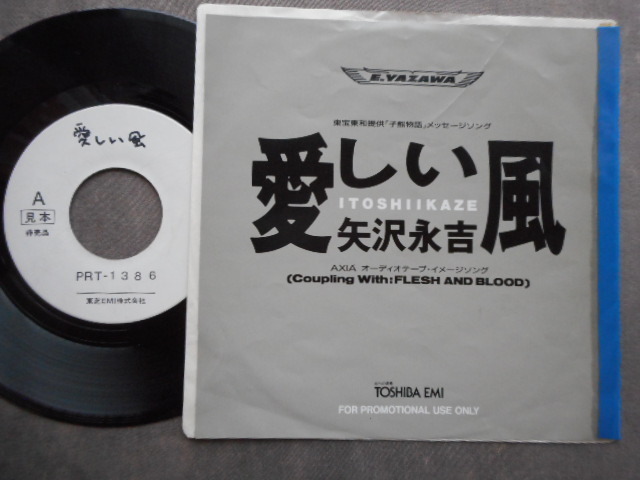 愛しい風
A
見本
非売品
PRT-1386
東芝EMI株式会社
E.YAZAWA
東宝東和提供「子熊物語」メッセージソング
愛しい風
ITOSHIIKAZE
矢沢永吉
AXIA オーディオテープ・イメージソング
(Coupling With:FLESH AND BLOOD)
TOSHIBA EMI
FOR PROMOTIONAL USE ONLY